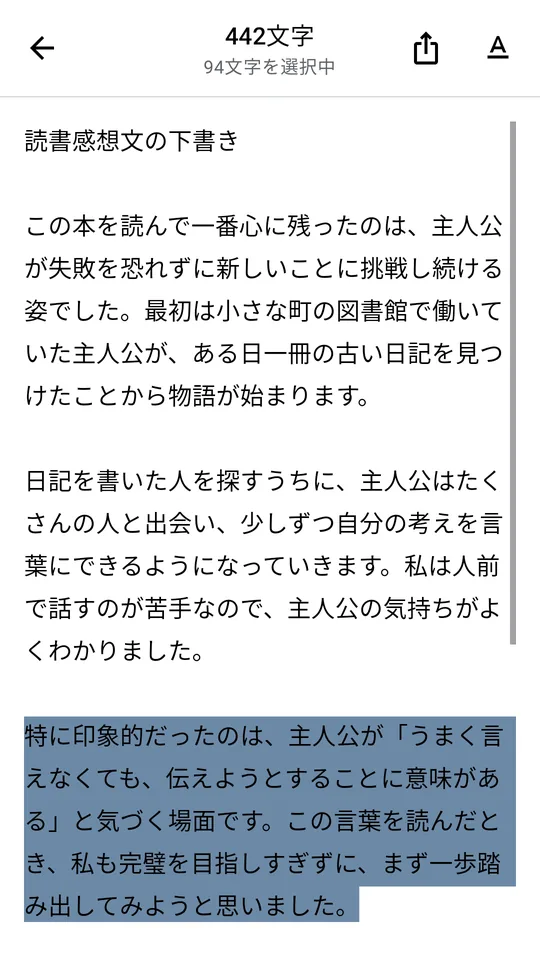 442文字
94文字を選択中
A
読書感想文の下書き
この本を読んで一番心に残ったのは、主人公
が失敗を恐れずに新しいことに挑戦し続ける
姿でした。最初は小さな町の図書館で働いて
いた主人公が、ある日一冊の古い日記を見つ
けたことから物語が始まります。
日記を書いた人を探すうちに、主人公はたく
さんの人と出会い、少しずつ自分の考えを言
葉にできるようになっていきます。私は人前
で話すのが苦手なので、主人公の気持ちがよ
くわかりました。
特に印象的だったのは、主人公が「うまく言
えなくても、伝えようとすることに意味があ
る」と気づく場面です。この言葉を読んだと
き、私も完璧を目指しすぎずに、まず一歩踏
み出してみようと思いました。